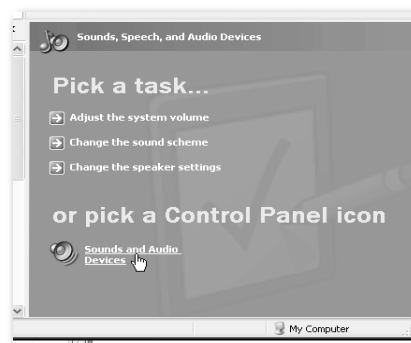 Sounds, Speech, and Audio Devices
Pick a task...
Adjust the system volume
Change the sound scheme
Change the speaker settings
or pick a Control Panel icon
Sounds and Audio
Devices
My Computer